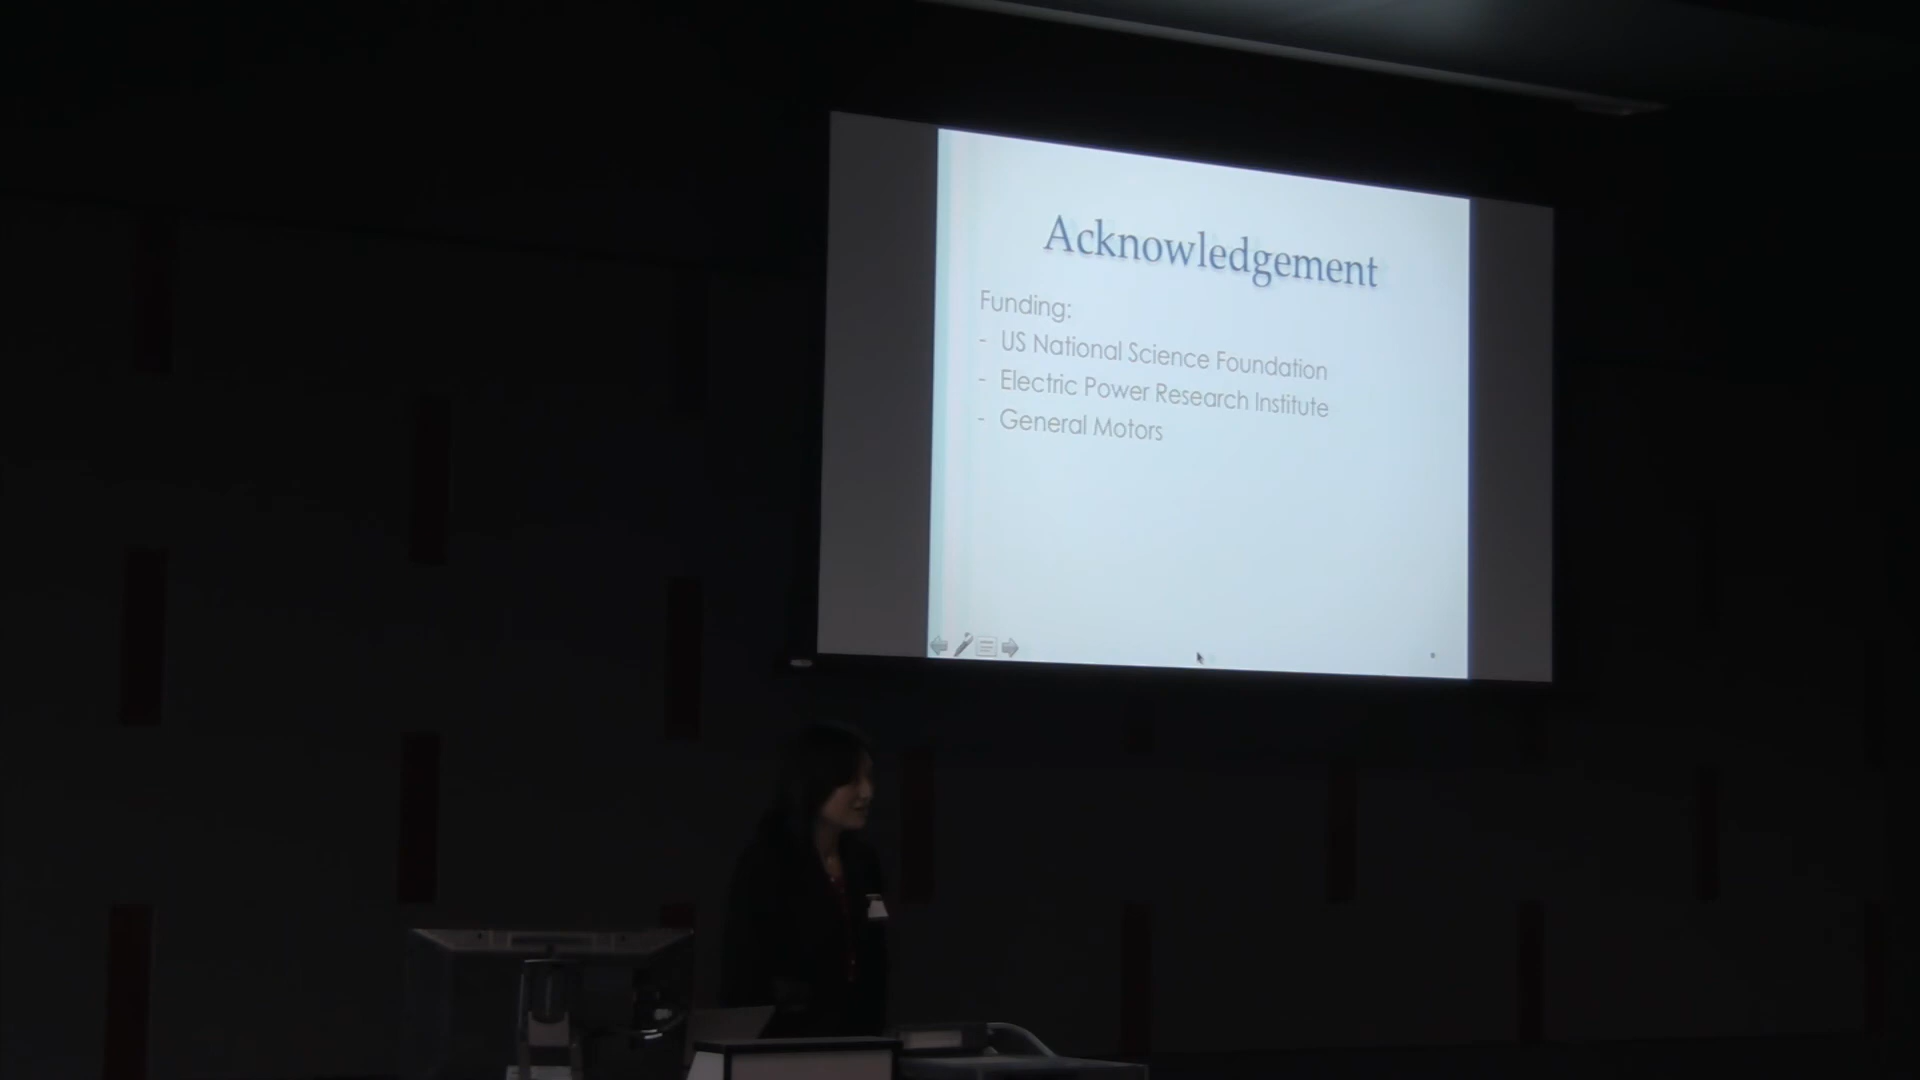 Acknowledgement
Funding:
- US National Science Foundation
- Electric Power Research Institute
- General Motors